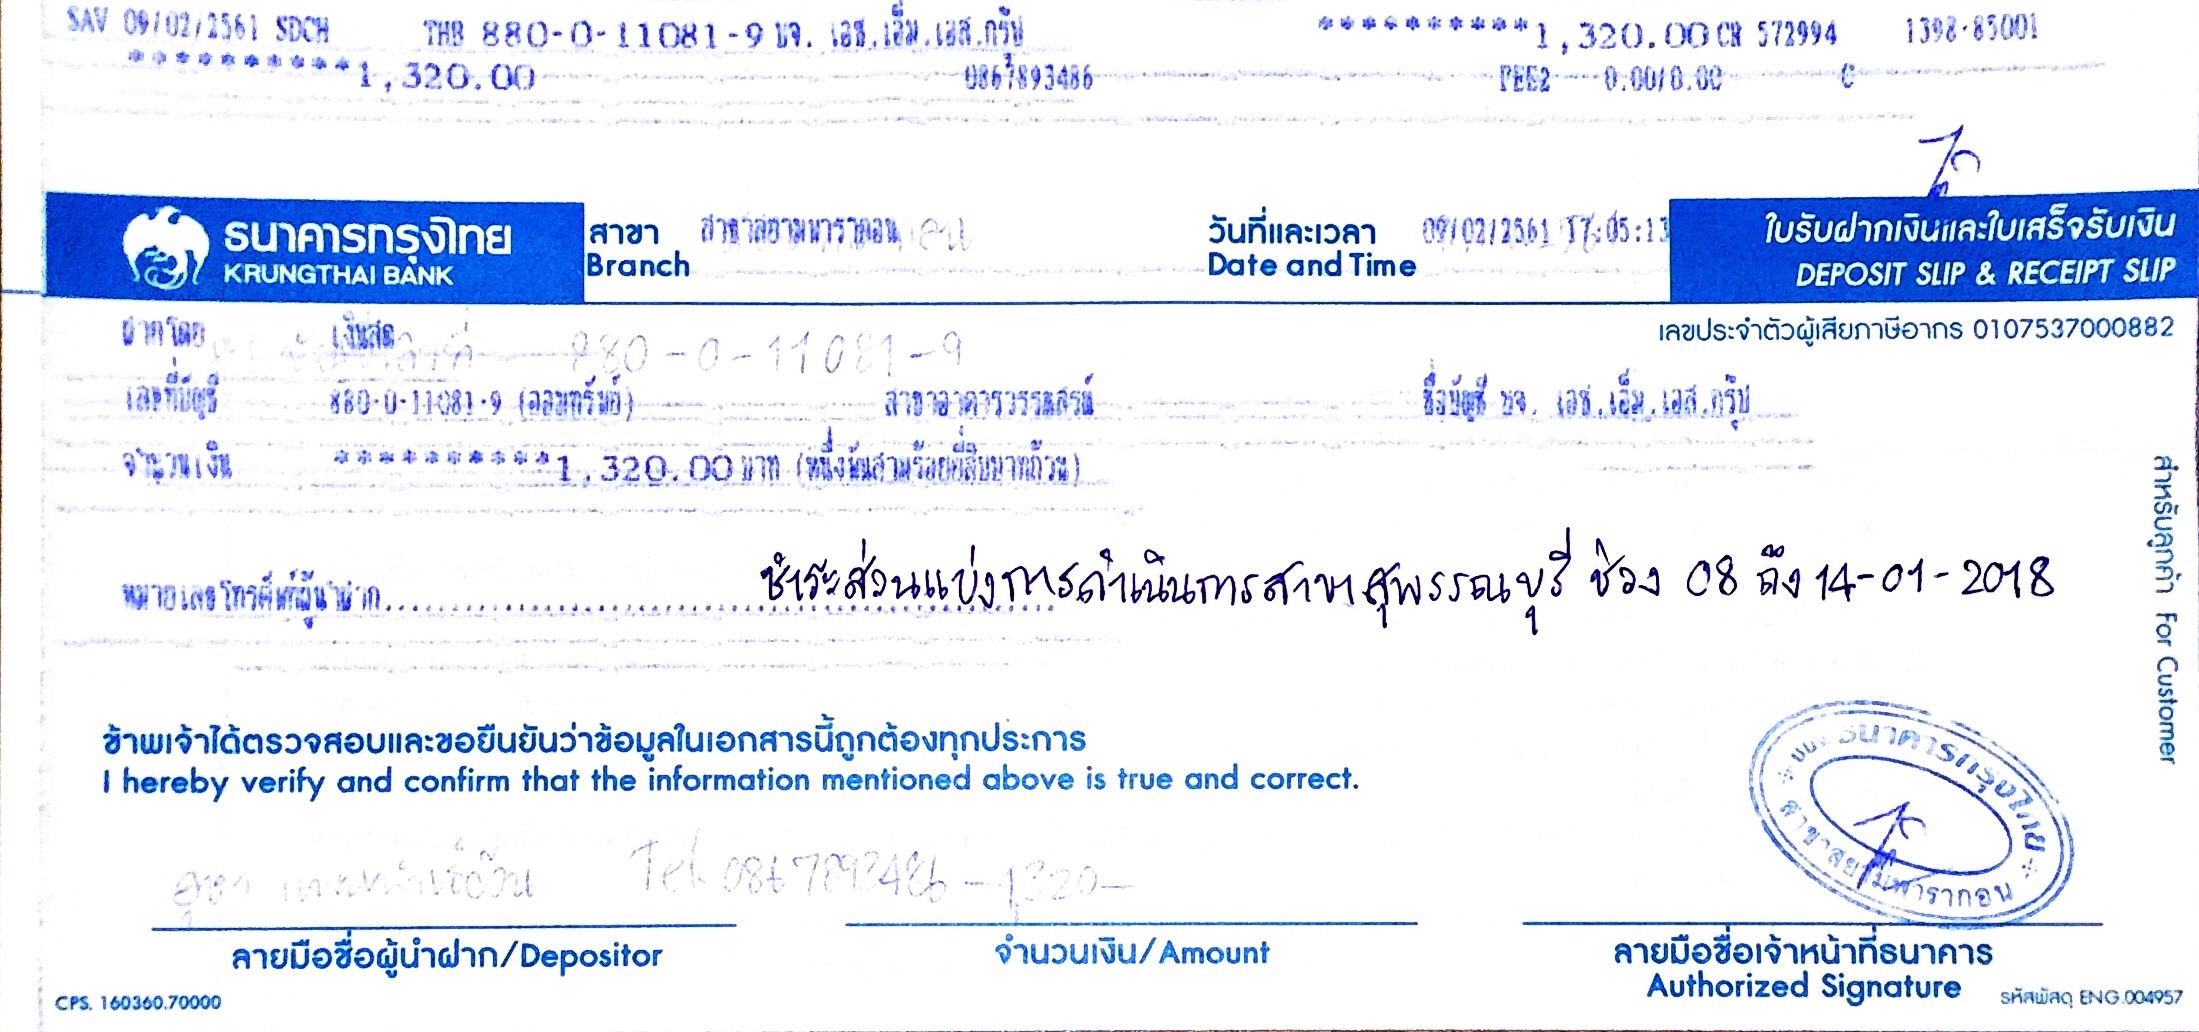 SAV 09/02/2561 SDCH THB 880-0-11081-9 บจ. เอช.เอ็ม.เอส.กรุ๊ป **********1,320.00CR 572994 1398-85001
**********1,320.00 0867893486 FEE2 0.00/0.00 C
ธนาคารกรุงไทย สาขา สาขาสยามพารากอน วันที่และเวลา 09/02/2561 17:05:13 ใบรับฝากเงินและใบเสร็จรับเงิน
KRUNGTHAI BANK Branch Date and Time DEPOSIT SLIP & RECEIPT SLIP
ฝากโดย เงินสด 880-0-11081-9 เลขประจำตัวผู้เสียภาษีอากร 0107537000882
เลขที่บัญชี 880-0-11081-9 (ออมทรัพย์) สาขาอาคารวรรณสรณ์ ชื่อบัญชี บจ. เอช.เอ็ม.เอส.กรุ๊ป
จำนวนเงิน **********1,320.00 บาท (หนึ่งพันสามร้อยยี่สิบบาทถ้วน)
หมายเลขโทรศัพท์ผู้นำฝาก ชำระส่วนแบ่งการดำเนินการสาขาสุพรรณบุรี ช่วง 08 ถึง 14-01-2018
สำหรับลูกค้า For Customer
ข้าพเจ้าได้ตรวจสอบและขอยืนยันว่าข้อมูลในเอกสารนี้ถูกต้องทุกประการ
I hereby verify and confirm that the information mentioned above is true and correct.
ธนาคารกรุงไทย
สาขาสยามพารากอน
Tel 0867893486 -1320-
ลายมือชื่อผู้นำฝาก/Depositor จำนวนเงิน/Amount ลายมือชื่อเจ้าหน้าที่ธนาคาร
Authorized Signature
CPS. 160360.70000 รหัสพัสดุ ENG.004957